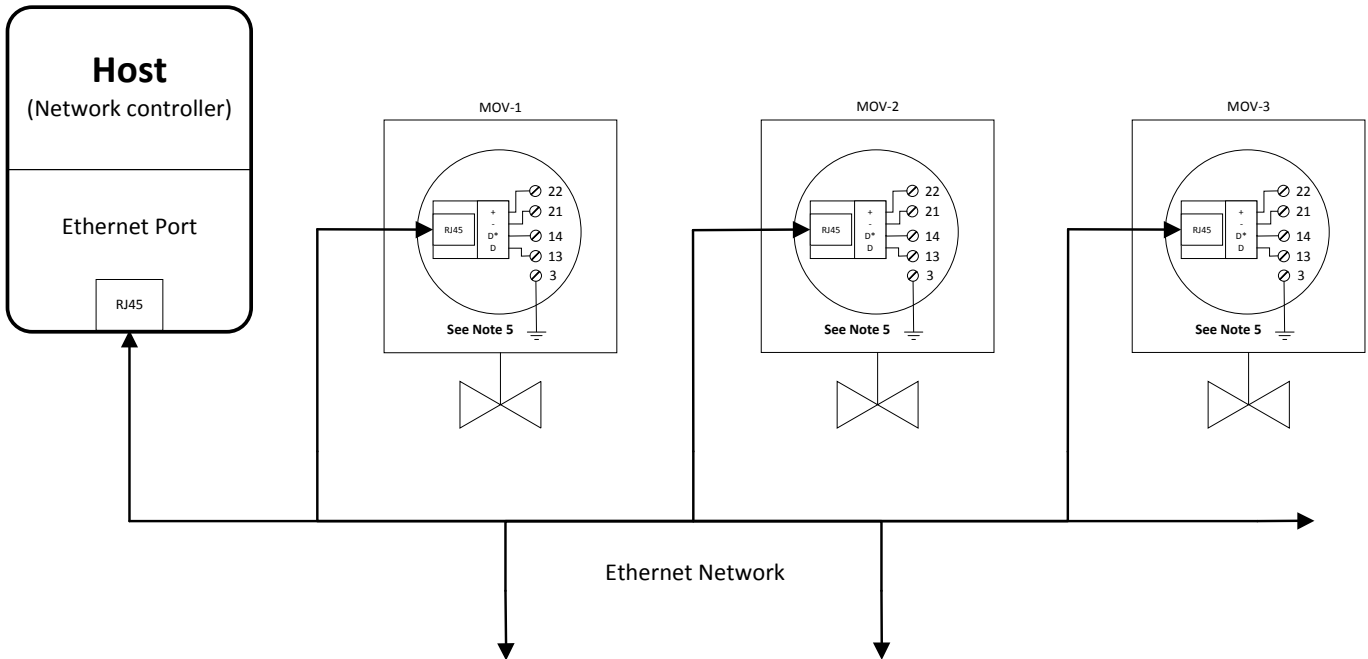 Host
(Network controller)
Ethernet Port
RJ45
MOV-1
RJ45
+
-
D*
D
22
21
14
13
3
See Note 5
MOV-2
RJ45
+
-
D*
D
22
21
14
13
3
See Note 5
MOV-3
RJ45
+
-
D*
D
22
21
14
13
3
See Note 5
Ethernet Network